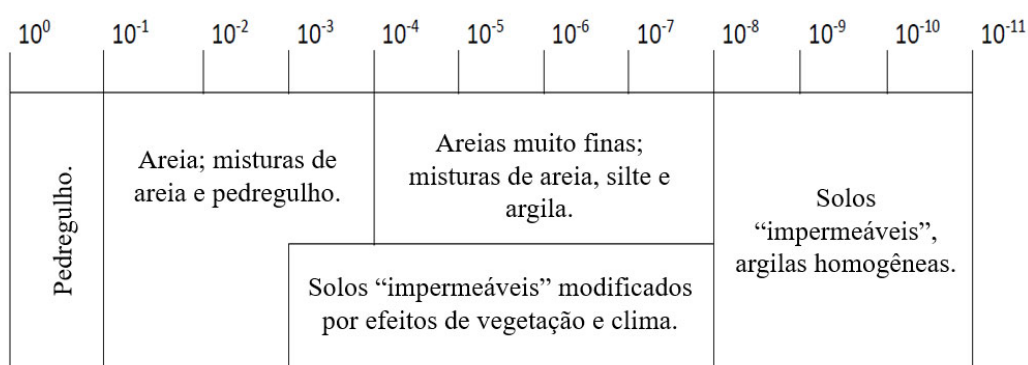 10⁰ 10⁻¹ 10⁻² 10⁻³ 10⁻⁴ 10⁻⁵ 10⁻⁶ 10⁻⁷ 10⁻⁸ 10⁻⁹ 10⁻¹⁰ 10⁻¹¹
Pedregulho.
Areia; misturas de
areia e pedregulho.
Areias muito finas;
misturas de areia, silte e
argila.
Solos “impermeáveis” modificados
por efeitos de vegetação e clima.
Solos
“impermeáveis”,
argilas homogêneas.